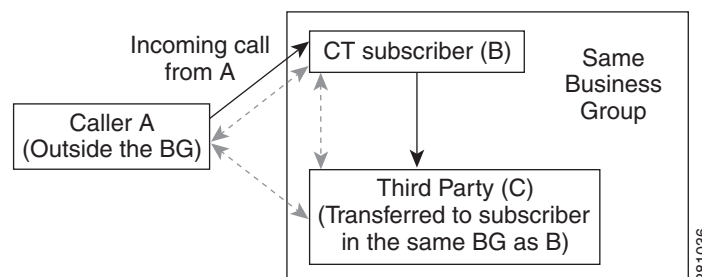 Incoming call
from A
CT subscriber (B)
Same
Business
Group
Caller A
(Outside the BG)
Third Party (C)
(Transferred to subscriber
in the same BG as B)